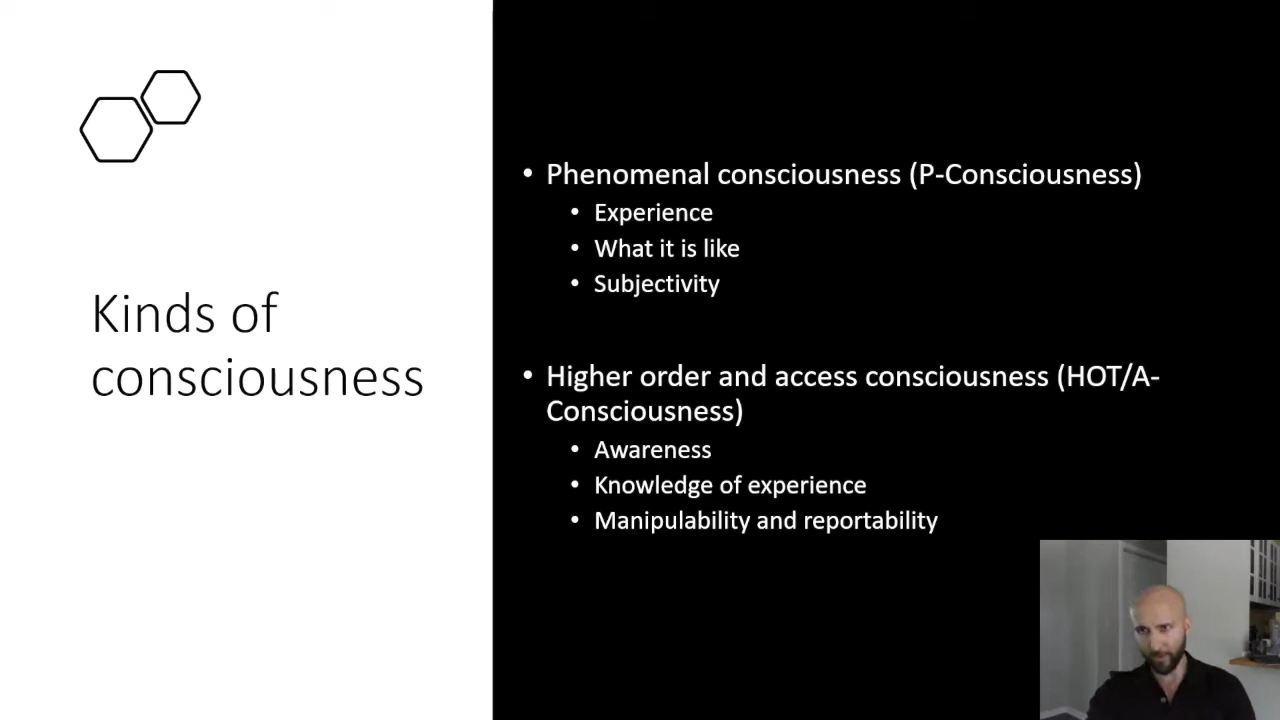 Kinds of
consciousness
• Phenomenal consciousness (P-Consciousness)
• Experience
• What it is like
• Subjectivity
• Higher order and access consciousness (HOT/A-
Consciousness)
• Awareness
• Knowledge of experience
• Manipulability and reportability